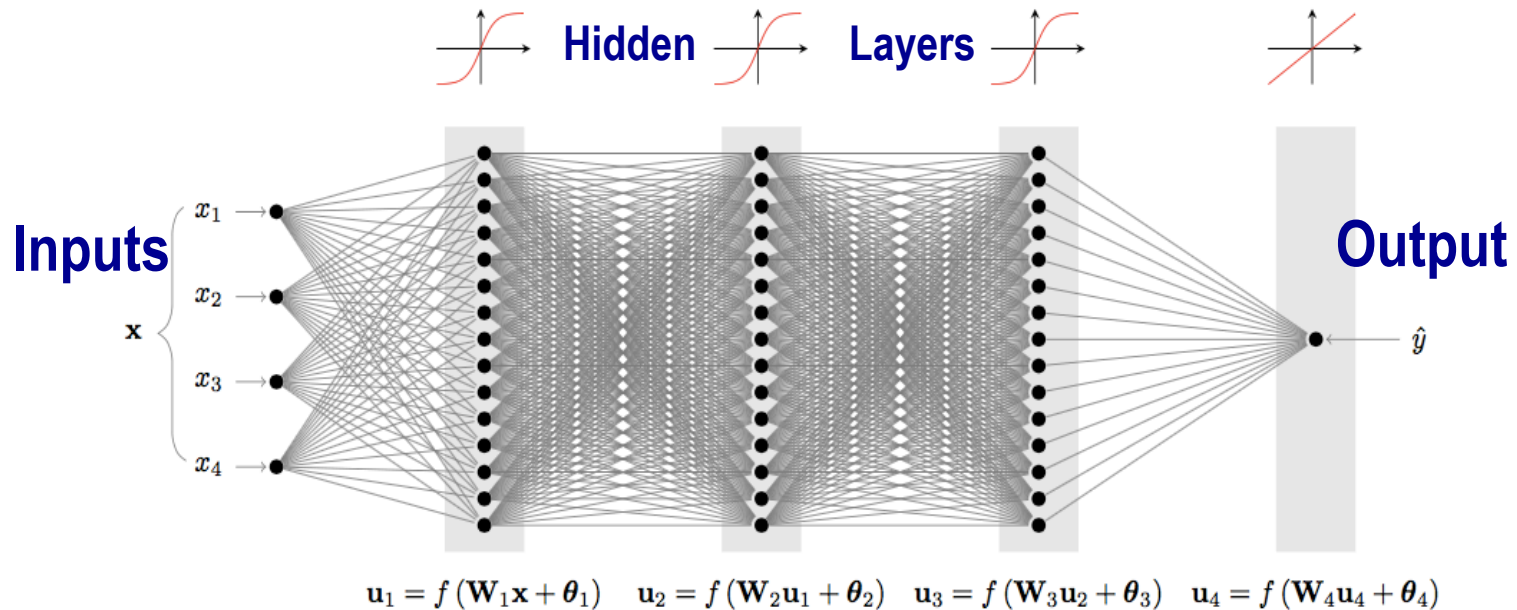 Hidden Layers
x₁
Inputs
Output
x₂
x
ŷ
x₃
x₄
u₁ = f (W₁x + θ₁) u₂ = f (W₂u₁ + θ₂) u₃ = f (W₃u₂ + θ₃) u₄ = f (W₄u₄ + θ₄)